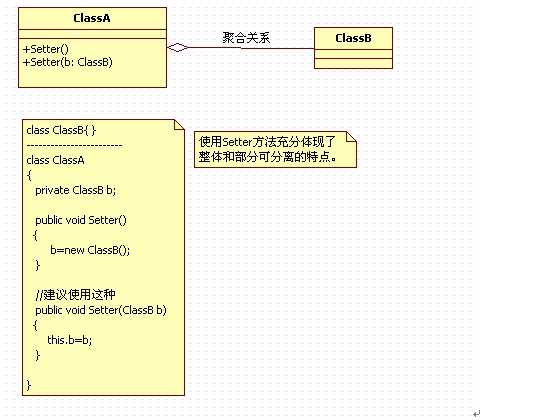 ClassA
+Setter()
+Setter(b: ClassB)
聚合关系
ClassB
class ClassB{ }
------------------------
class ClassA
{
private ClassB b;
public void Setter()
{
b=new ClassB();
}
//建议使用这种
public void Setter(ClassB b)
{
this.b=b;
}
}
使用Setter方法充分体现了
整体和部分可分离的特点。